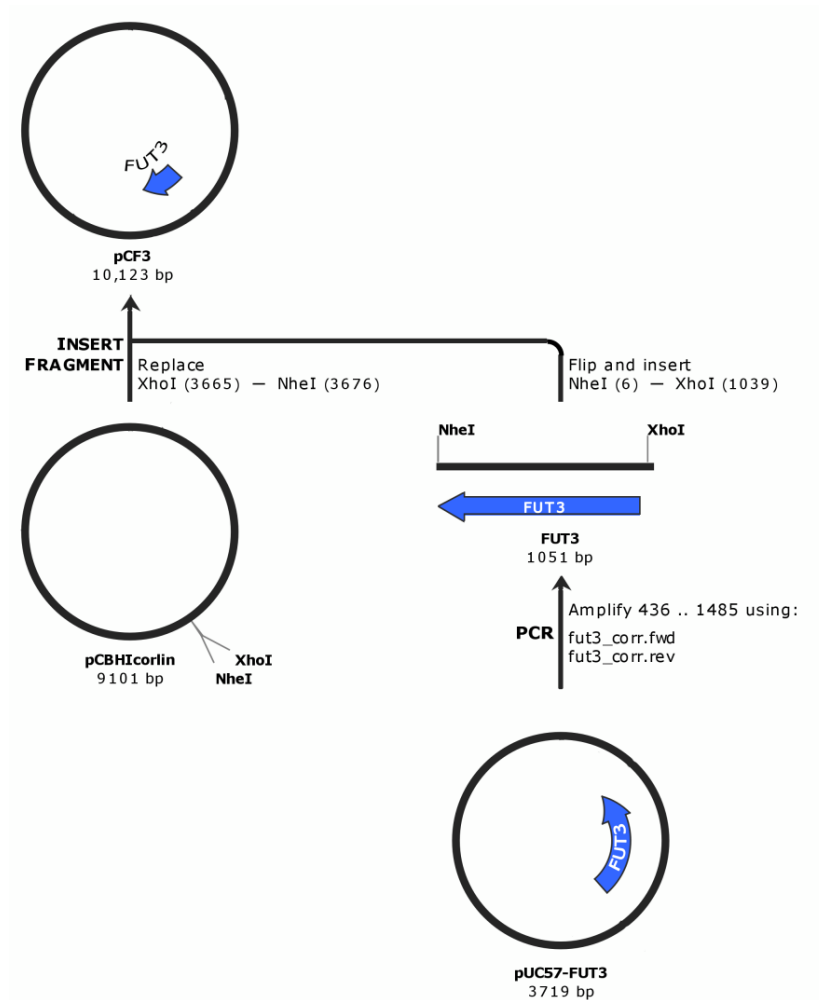 FUT3
pCF3
10,123 bp
INSERT
FRAGMENT
Replace
XhoI (3665) — NheI (3676)
Flip and insert
NheI (6) — XhoI (1039)
NheI
XhoI
FUT3
FUT3
1051 bp
XhoI
NheI
pCBHIcorlin
9101 bp
PCR
Amplify 436 .. 1485 using:
fut3_corr.fwd
fut3_corr.rev
FUT3
pUC57-FUT3
3719 bp